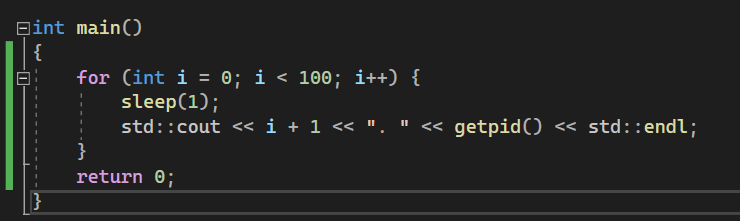 int main()
{
    for (int i = 0; i < 100; i++) {
        sleep(1);
        std::cout << i + 1 << ". " << getpid() << std::endl;
    }
    return 0;
}